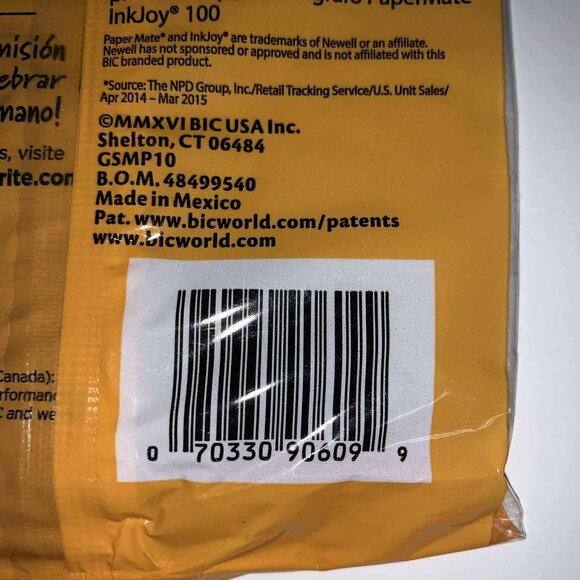 InkJoy® 100
Paper Mate® and InkJoy® are trademarks of Newell or an affiliate.
Newell has not sponsored or approved and is not affiliated with this
BIC branded product.
*Source: The NPD Group, Inc./Retail Tracking Service/U.S. Unit Sales/
Apr 2014 – Mar 2015
©MMXVI BIC USA Inc.
Shelton, CT 06484
GSMP10
B.O.M. 48499540
Made in Mexico
Pat. www.bicworld.com/patents
www.bicworld.com
misión
ebrar
mano!
s, visite
rite.com
Canada):
rformanc
C and we
0 70330 90609 9